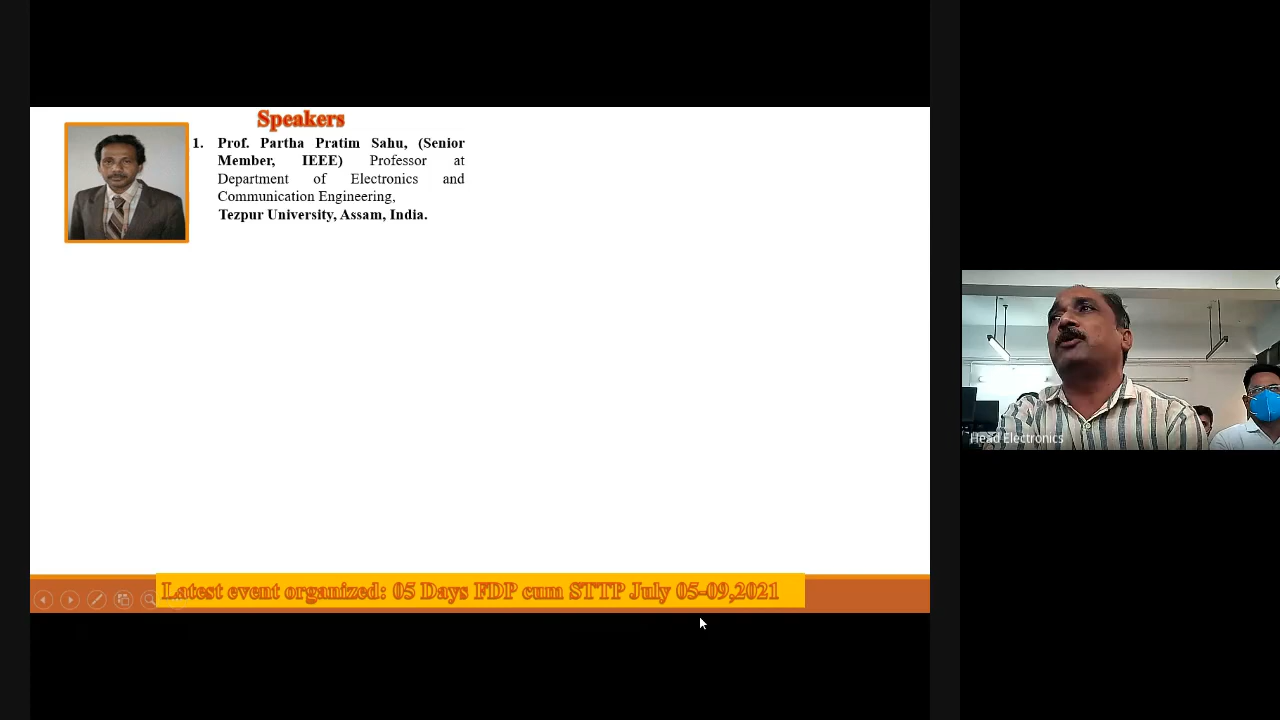 Speakers
1. Prof. Partha Pratim Sahu, (Senior
Member, IEEE) Professor at
Department of Electronics and
Communication Engineering,
Tezpur University, Assam, India.
Head Electronics
Latest event organized: 05 Days FDP cum STTP July 05-09,2021